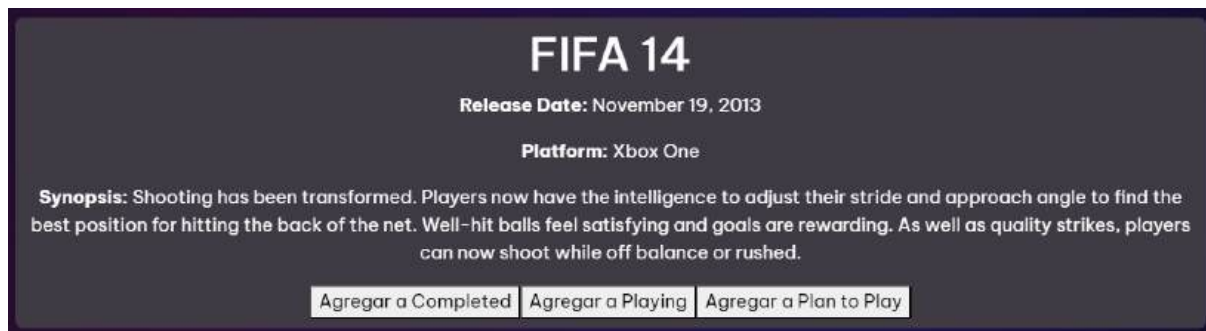 FIFA 14
Release Date: November 19, 2013
Platform: Xbox One
Synopsis: Shooting has been transformed. Players now have the intelligence to adjust their stride and approach angle to find the
best position for hitting the back of the net. Well-hit balls feel satisfying and goals are rewarding. As well as quality strikes, players
can now shoot while off balance or rushed.
Agregar a Completed Agregar a Playing Agregar a Plan to Play